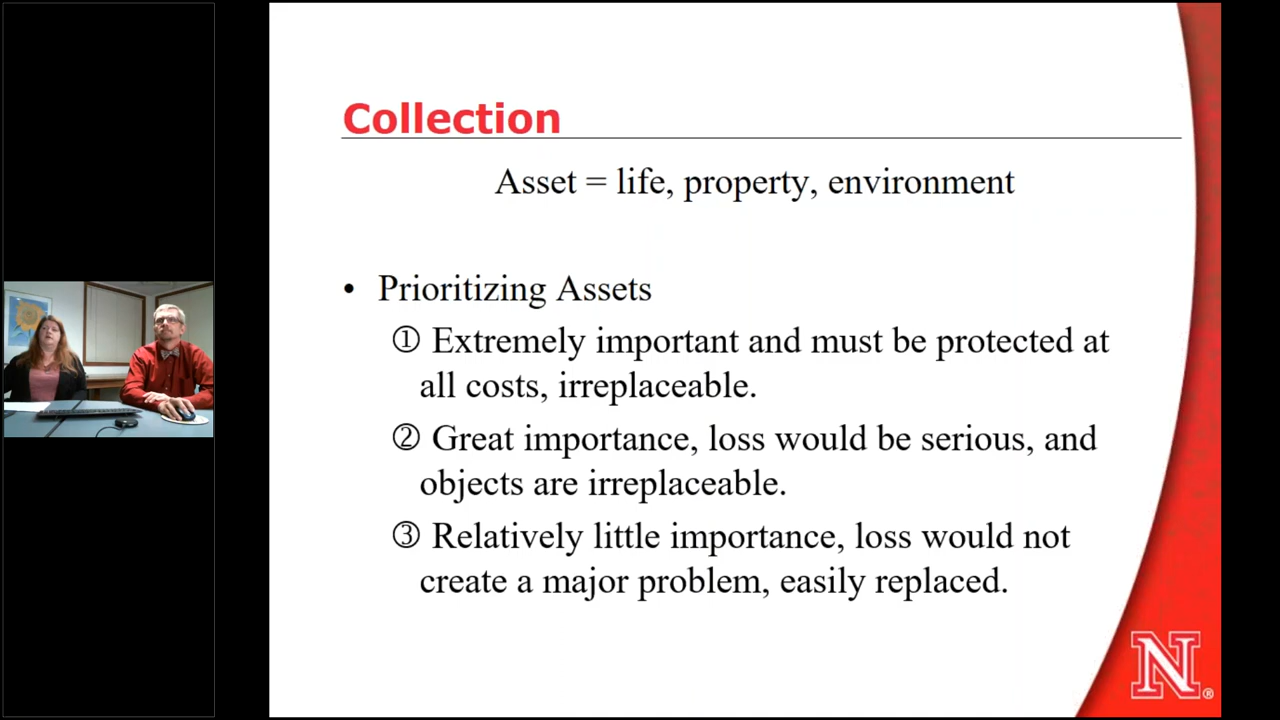 Collection
Asset = life, property, environment
• Prioritizing Assets
① Extremely important and must be protected at
all costs, irreplaceable.
② Great importance, loss would be serious, and
objects are irreplaceable.
③ Relatively little importance, loss would not
create a major problem, easily replaced.
N®